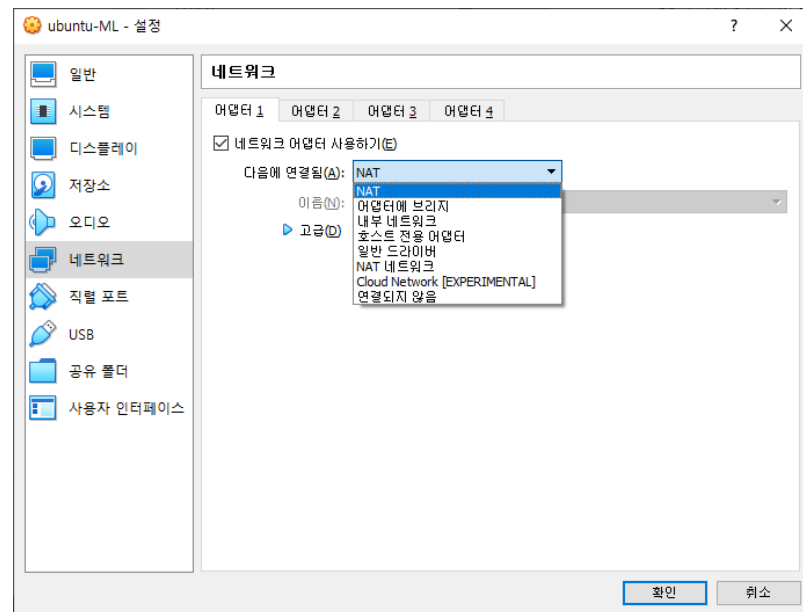 ubuntu-ML - 설정
?
일반
시스템
디스플레이
저장소
오디오
네트워크
직렬 포트
USB
공유 폴더
사용자 인터페이스
네트워크
어댑터 1 어댑터 2 어댑터 3 어댑터 4
네트워크 어댑터 사용하기(E)
다음에 연결됨(A): NAT
이름(N):
고급(D)
NAT
어댑터에 브리지
내부 네트워크
호스트 전용 어댑터
일반 드라이버
NAT 네트워크
Cloud Network [EXPERIMENTAL]
연결되지 않음
확인 취소